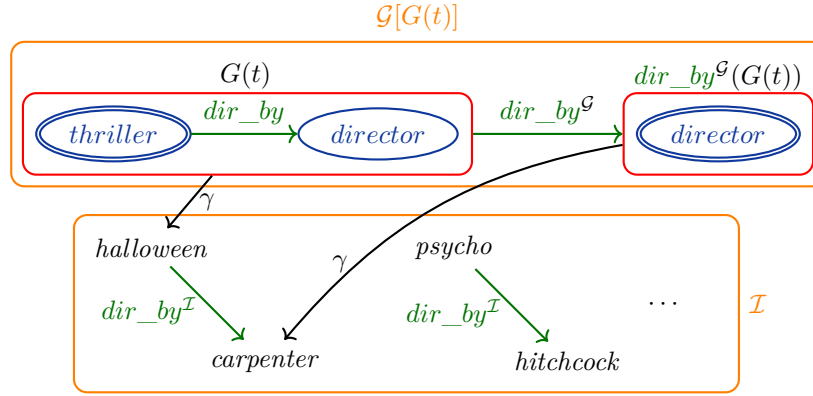 𝒢[G(t)]
G(t)
dir_by^𝒢(G(t))
thriller
dir_by
director
dir_by^𝒢
director
γ
halloween
psycho
γ
dir_by^ℐ
dir_by^ℐ
...
ℐ
carpenter
hitchcock